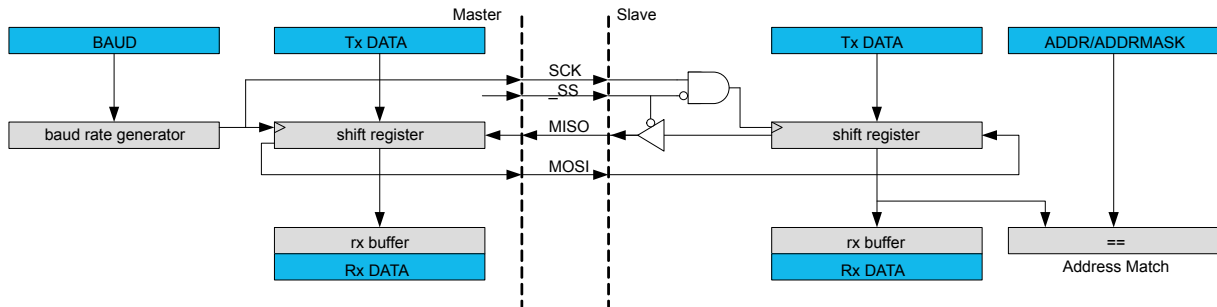 Master
Slave
BAUD
Tx DATA
Tx DATA
ADDR/ADDRMASK
SCK
_SS
baud rate generator
shift register
MISO
shift register
MOSI
rx buffer
rx buffer
==
Rx DATA
Rx DATA
Address Match